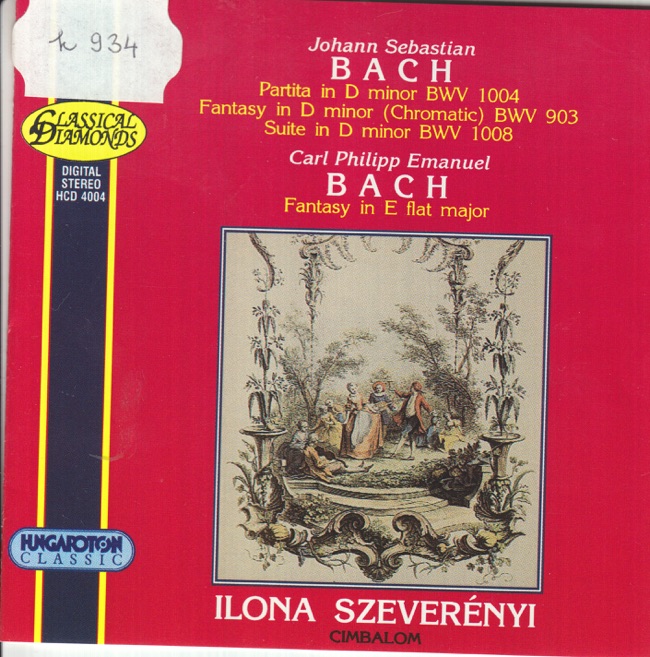 k 934
Johann Sebastian
BACH
Partita in D minor BWV 1004
Fantasy in D minor (Chromatic) BWV 903
Suite in D minor BWV 1008
Carl Philipp Emanuel
BACH
Fantasy in E flat major
CLASSICAL
DIAMONDS
DIGITAL
STEREO
HCD 4004
HUNGAROTON
CLASSIC
ILONA SZEVERÉNYI
CIMBALOM